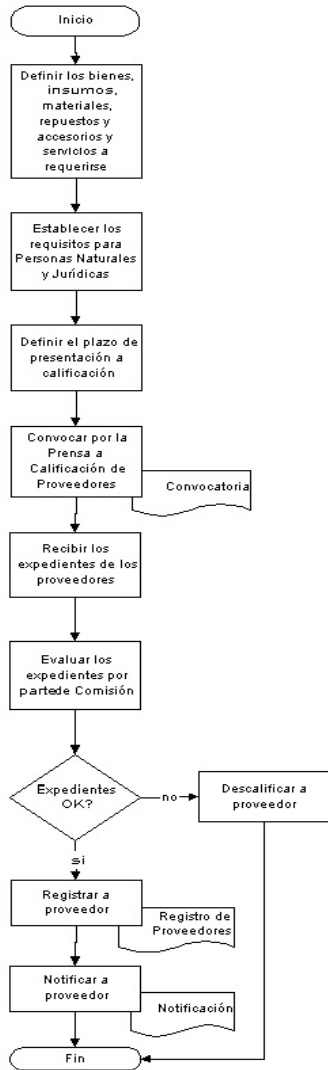 Inicio
Definir los bienes,
insumos,
materiales,
repuestos y
accesorios y
servicios a
requerirse
Establecer los
requisitos para
Personas Naturales
y Jurídicas
Definir el plazo de
presentación a
calificación
Convocar por la
Prensa a
Calificación de
Proveedores
Convocatoria
Recibir los
expedientes de los
proveedores
Evaluar los
expedientes por
partede Comisión
Expedientes
OK?
no
Descalificar a
proveedor
si
Registrar a
proveedor
Registro de
Proveedores
Notificar a
proveedor
Notificación
Fin